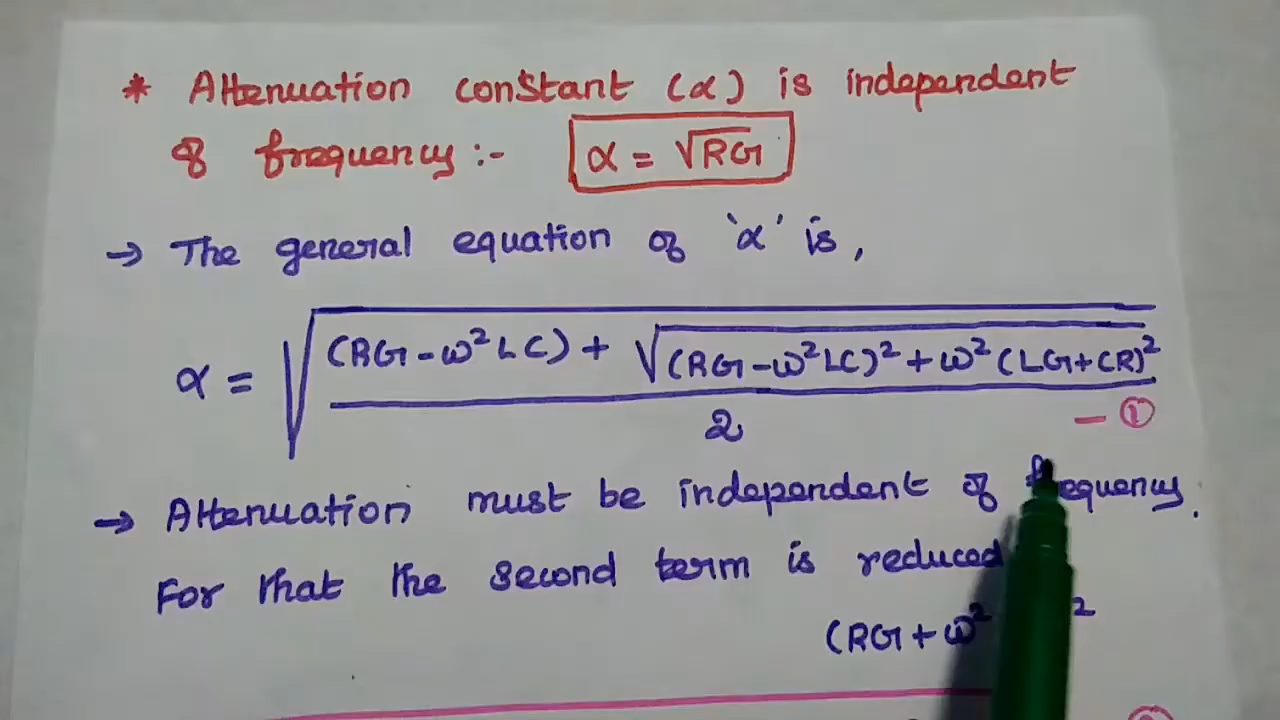 * Attenuation constant (α) is independent
of frequency :- α = √RG
→ The general equation of 'α' is,
α = √((RG - ω²LC) + √((RG - ω²LC)² + ω²(LG + CR)²) / 2) — ①
→ Attenuation must be independent of frequency.
For that the second term is reduced
(RG + ω² ²